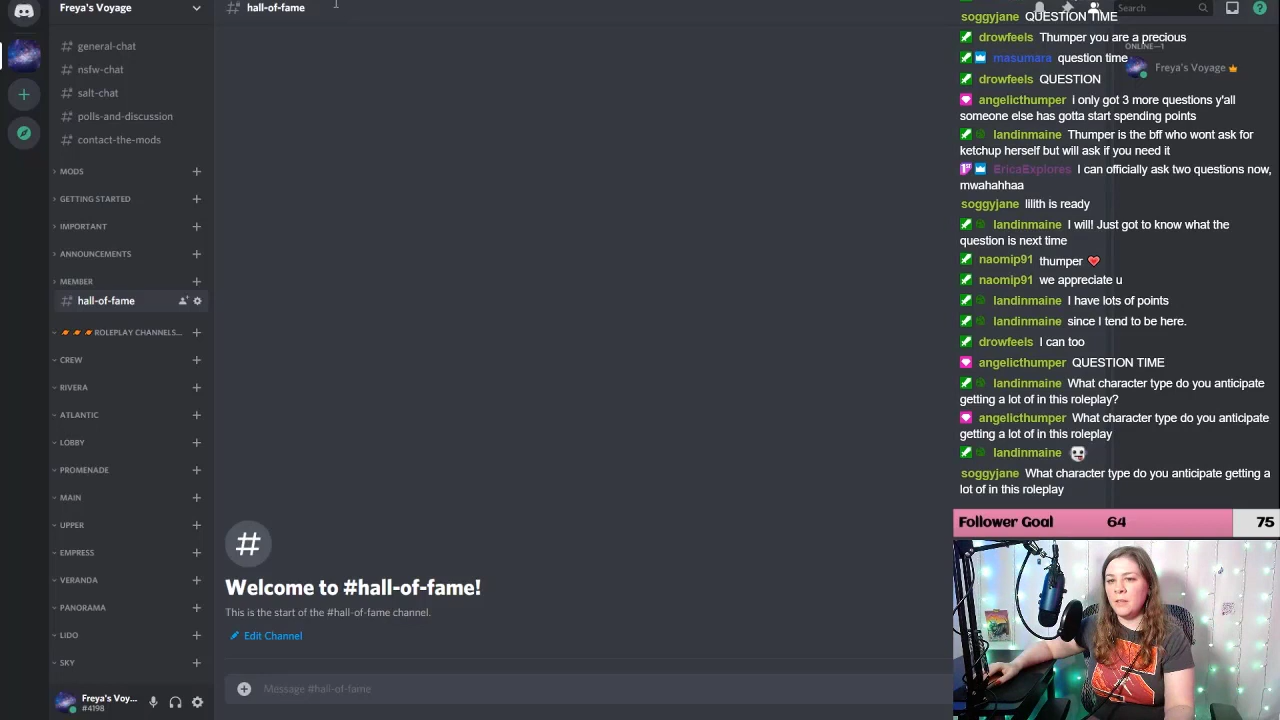 Freya's Voyage
general-chat
nsfw-chat
salt-chat
polls-and-discussion
contact-the-mods
MODS
GETTING STARTED
IMPORTANT
ANNOUNCEMENTS
MEMBER
hall-of-fame
ROLEPLAY CHANNELS...
CREW
RIVERA
ATLANTIC
LOBBY
PROMENADE
MAIN
UPPER
EMPRESS
VERANDA
PANORAMA
LIDO
SKY
Freya's Voy...
#4198
hall-of-fame
#
Welcome to #hall-of-fame!
This is the start of the #hall-of-fame channel.
Edit Channel
Message #hall-of-fame
Search
ONLINE—1
Freya's Voyage
soggyjane QUESTION TIME
drowfeels Thumper you are a precious
masumara question time
drowfeels QUESTION
angelicthumper i only got 3 more questions y'all
someone else has gotta start spending points
landinmaine Thumper is the bff who wont ask for
ketchup herself but will ask if you need it
EricaExplores I can officially ask two questions now,
mwahahhaa
soggyjane lilith is ready
landinmaine I will! Just got to know what the
question is next time
naomip91 thumper
naomip91 we appreciate u
landinmaine I have lots of points
landinmaine since I tend to be here.
drowfeels I can too
angelicthumper QUESTION TIME
landinmaine What character type do you anticipate
getting a lot of in this roleplay?
angelicthumper What character type do you anticipate
getting a lot of in this roleplay
landinmaine
soggyjane What character type do you anticipate getting a
lot of in this roleplay
Follower Goal 64 75